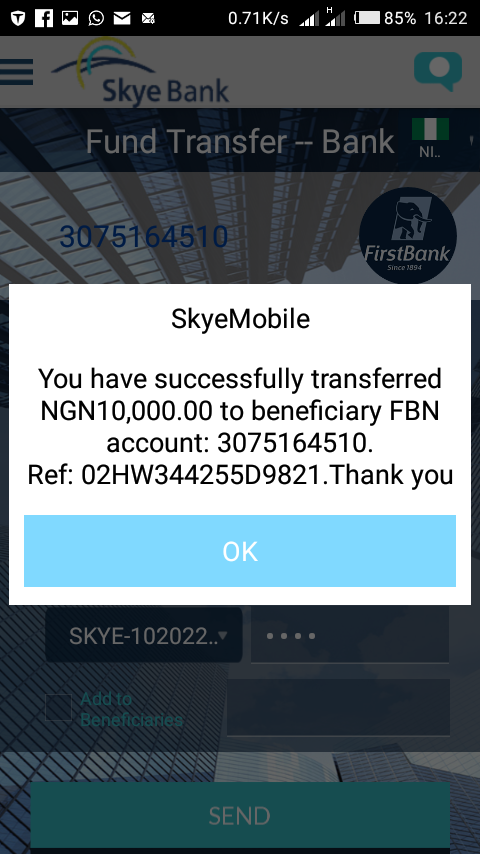 0.71K/s H 85% 16:22
Skye Bank
Fund Transfer -- Bank
NI..
3075164510
FirstBank
Since 1894
SkyeMobile
You have successfully transferred
NGN10,000.00 to beneficiary FBN
account: 3075164510.
Ref: 02HW344255D9821.Thank you
OK
SKYE-102022..
Add to
Beneficiaries
SEND